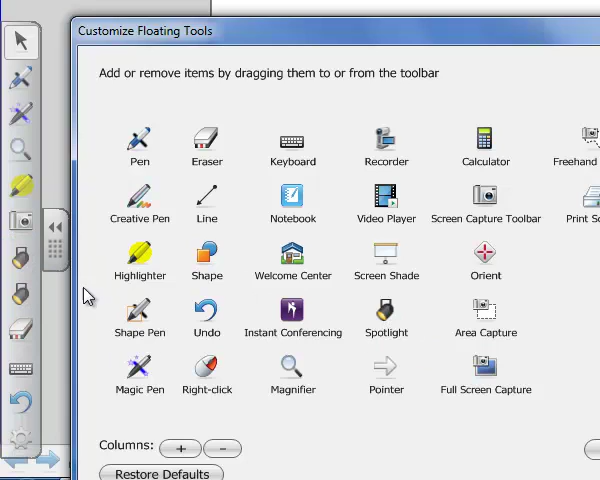 Customize Floating Tools
Add or remove items by dragging them to or from the toolbar
Pen Eraser Keyboard Recorder Calculator Freehand
Creative Pen Line Notebook Video Player Screen Capture Toolbar Print
Highlighter Shape Welcome Center Screen Shade Orient
Shape Pen Undo Instant Conferencing Spotlight Area Capture
Magic Pen Right-click Magnifier Pointer Full Screen Capture
Columns: + -
Restore Defaults